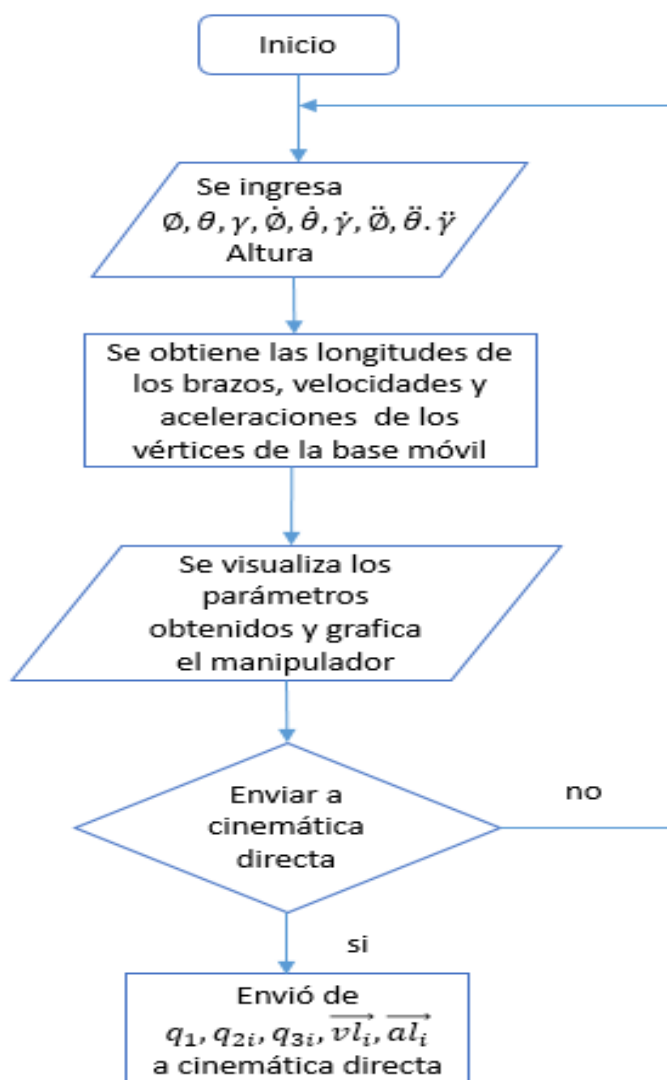 Inicio
Se ingresa
∅, θ, γ, ∅̇, θ̇, γ̇, ∅̈, θ̈. γ̈
Altura
Se obtiene las longitudes de
los brazos, velocidades y
aceleraciones de los
vértices de la base móvil
Se visualiza los
parámetros
obtenidos y grafica
el manipulador
Enviar a
cinemática
directa
no
si
Envió de
q₁, q₂ᵢ, q₃ᵢ, v⃗l⃗ᵢ, a⃗l⃗ᵢ
a cinemática directa